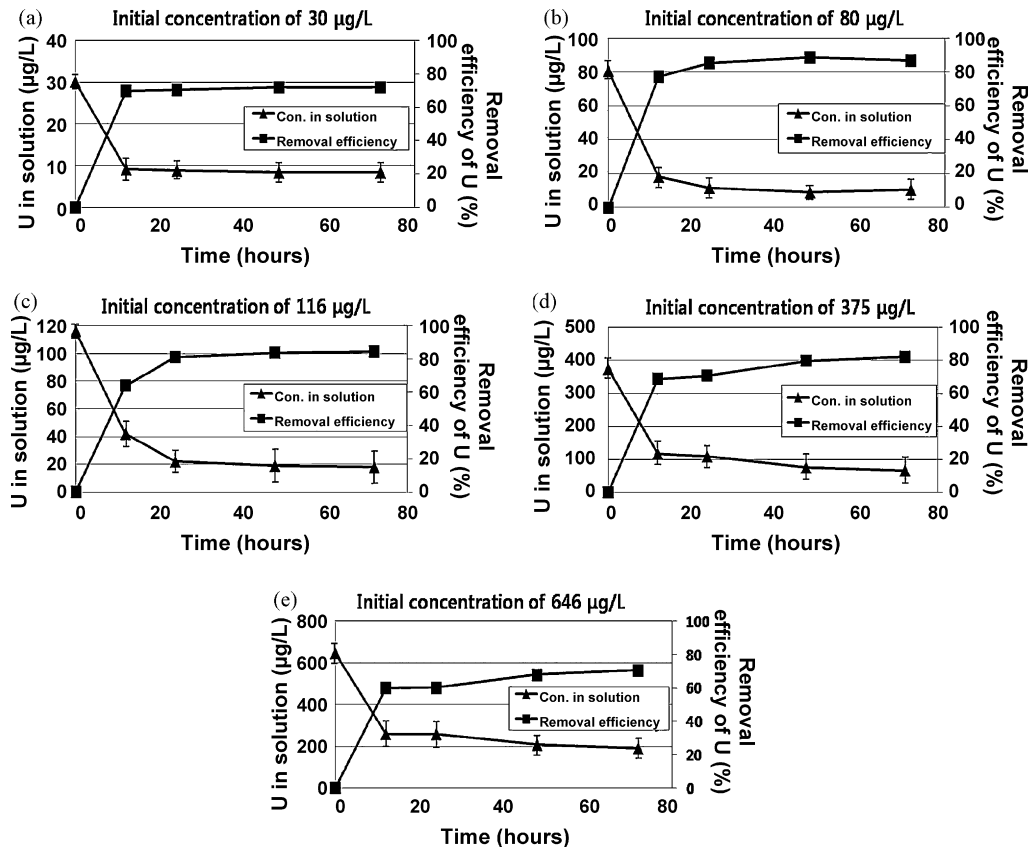 (a)
Initial concentration of 30 µg/L
U in solution (µg/L)
40
30
20
10
0
100
80
60
40
20
0
Removal
efficiency of U (%)
Con. in solution
Removal efficiency
0 20 40 60 80
Time (hours)
(b)
Initial concentration of 80 µg/L
U in solution (µg/L)
100
80
60
40
20
0
100
80
60
40
20
0
Removal
efficiency of U (%)
Con. in solution
Removal efficiency
0 20 40 60 80
Time (hours)
(c)
Initial concentration of 116 µg/L
U in solution (µg/L)
120
100
80
60
40
20
0
100
80
60
40
20
0
Removal
efficiency of U (%)
Con. in solution
Removal efficiency
0 20 40 60 80
Time (hours)
(d)
Initial concentration of 375 µg/L
U in solution (µg/L)
500
400
300
200
100
0
100
80
60
40
20
0
Removal
efficiency of U (%)
Con. in solution
Removal efficiency
0 20 40 60 80
Time (hours)
(e)
Initial concentration of 646 µg/L
U in solution (µg/L)
800
600
400
200
0
100
80
60
40
20
0
Removal
efficiency of U (%)
Con. in solution
Removal efficiency
0 20 40 60 80
Time (hours)